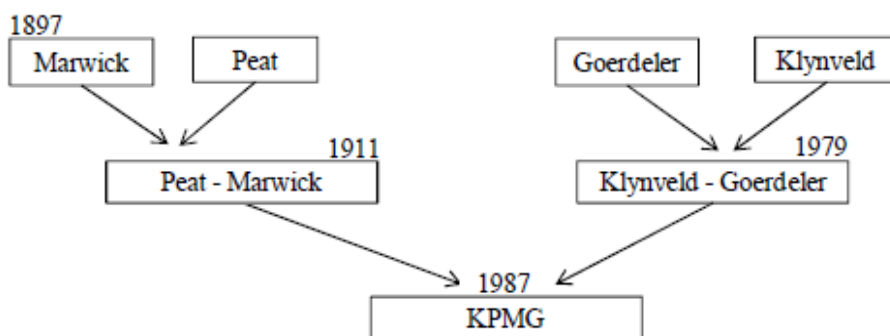 1897
Marwick
Peat
Goerdeler
Klynveld
1911
Peat - Marwick
1979
Klynveld - Goerdeler
1987
KPMG